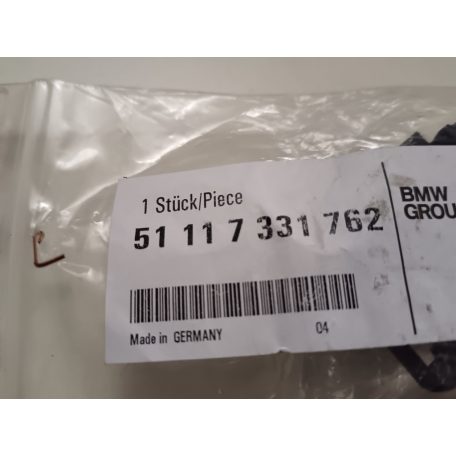 1 Stück/Piece
51 11 7 331 762
BMW
GROU
Made in GERMANY
04